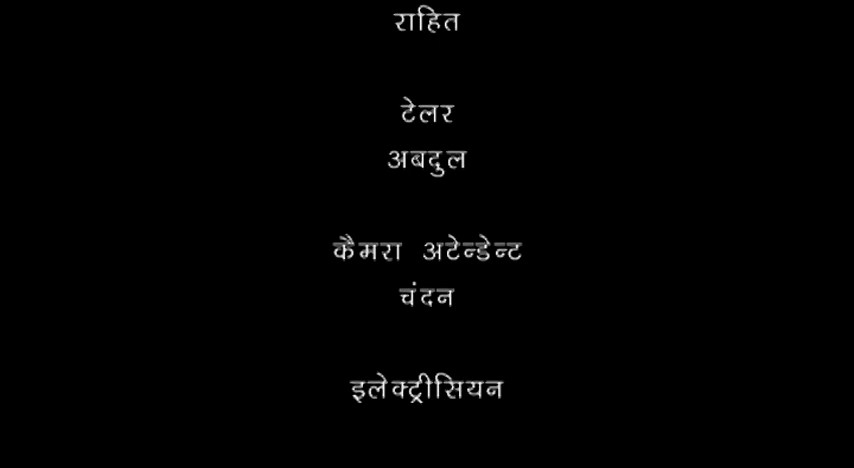 राहित
टेलर
अबदुल
कैमरा अटेन्डेन्ट
चंदन
इलेक्ट्रीसियन